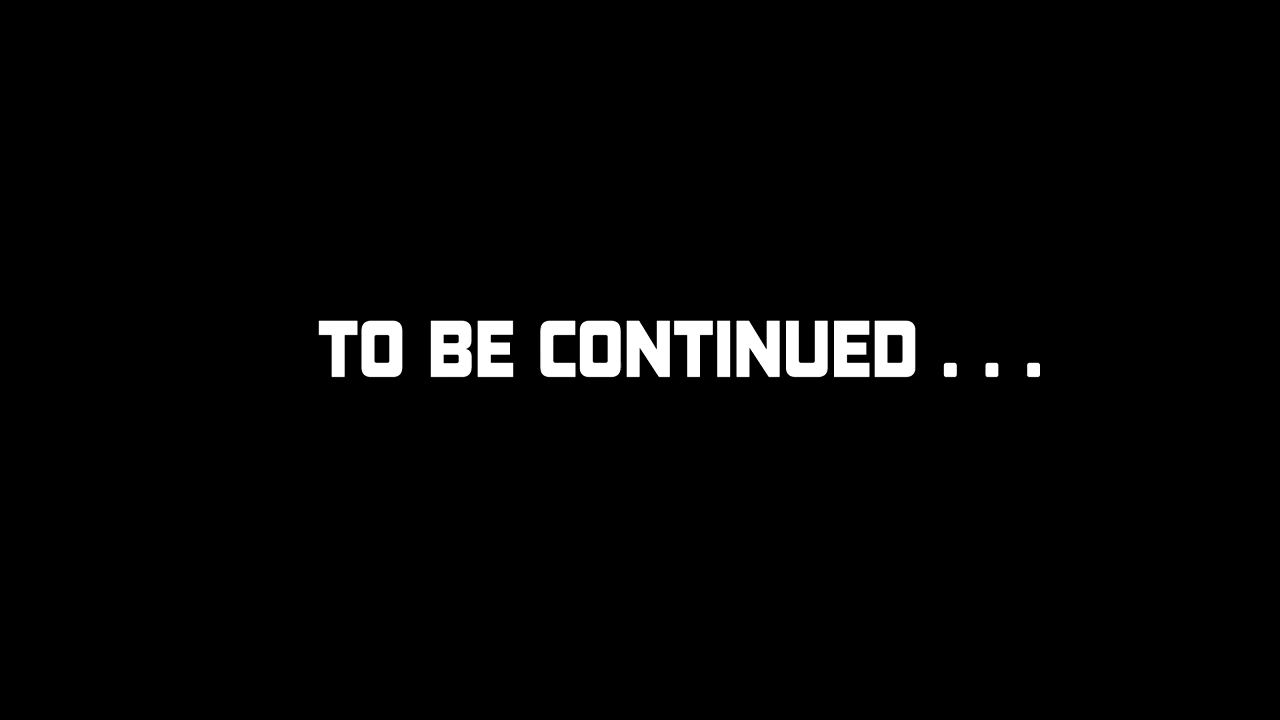 TO BE CONTINUED . . .